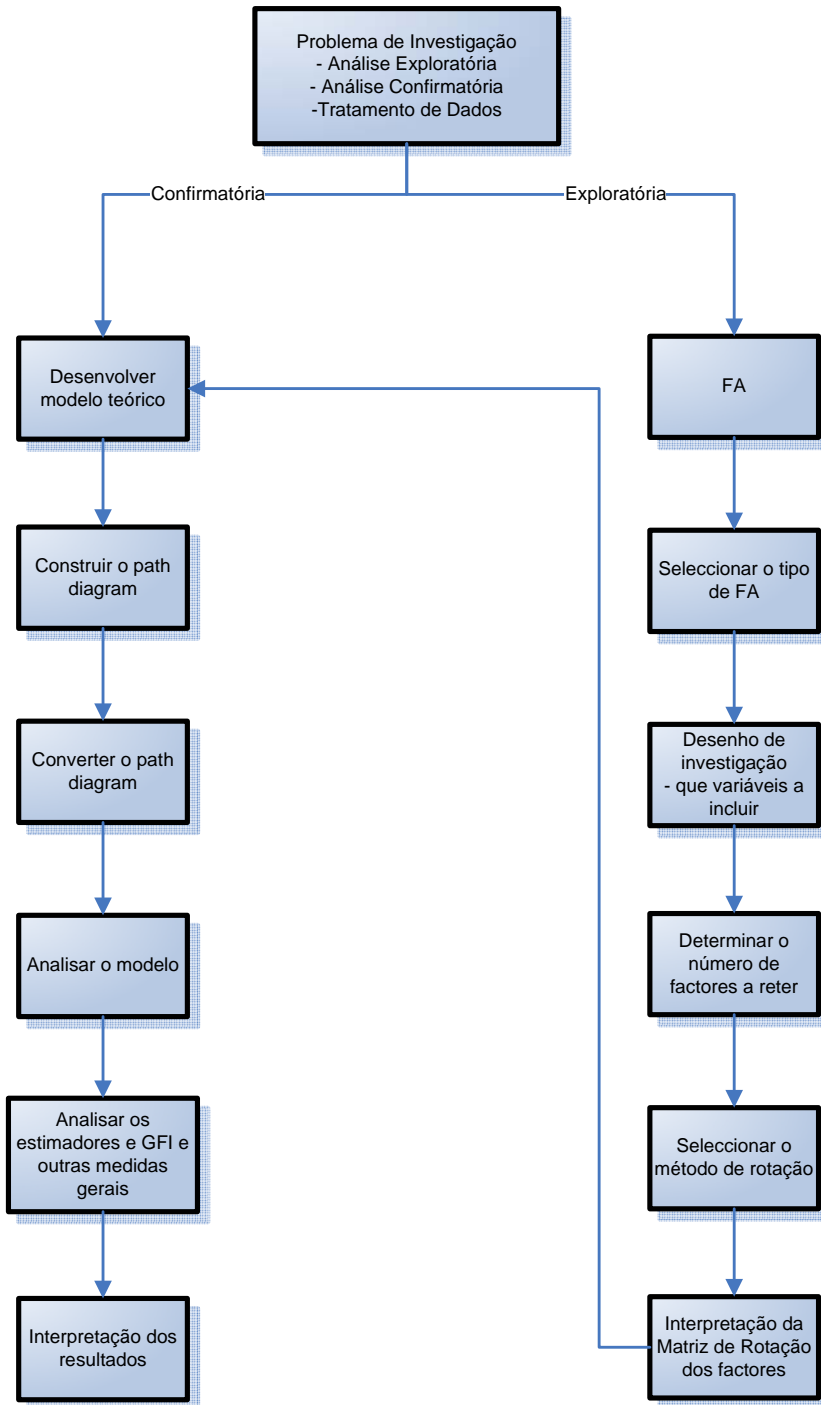 Problema de Investigação
- Análise Exploratória
- Análise Confirmatória
-Tratamento de Dados
Confirmatória
Exploratória
Desenvolver
modelo teórico
FA
Construir o path
diagram
Seleccionar o tipo
de FA
Converter o path
diagram
Desenho de
investigação
- que variáveis a
incluir
Analisar o modelo
Determinar o
número de
factores a reter
Analisar os
estimadores e GFI e
outras medidas
gerais
Seleccionar o
método de rotação
Interpretação dos
resultados
Interpretação da
Matriz de Rotação
dos factores